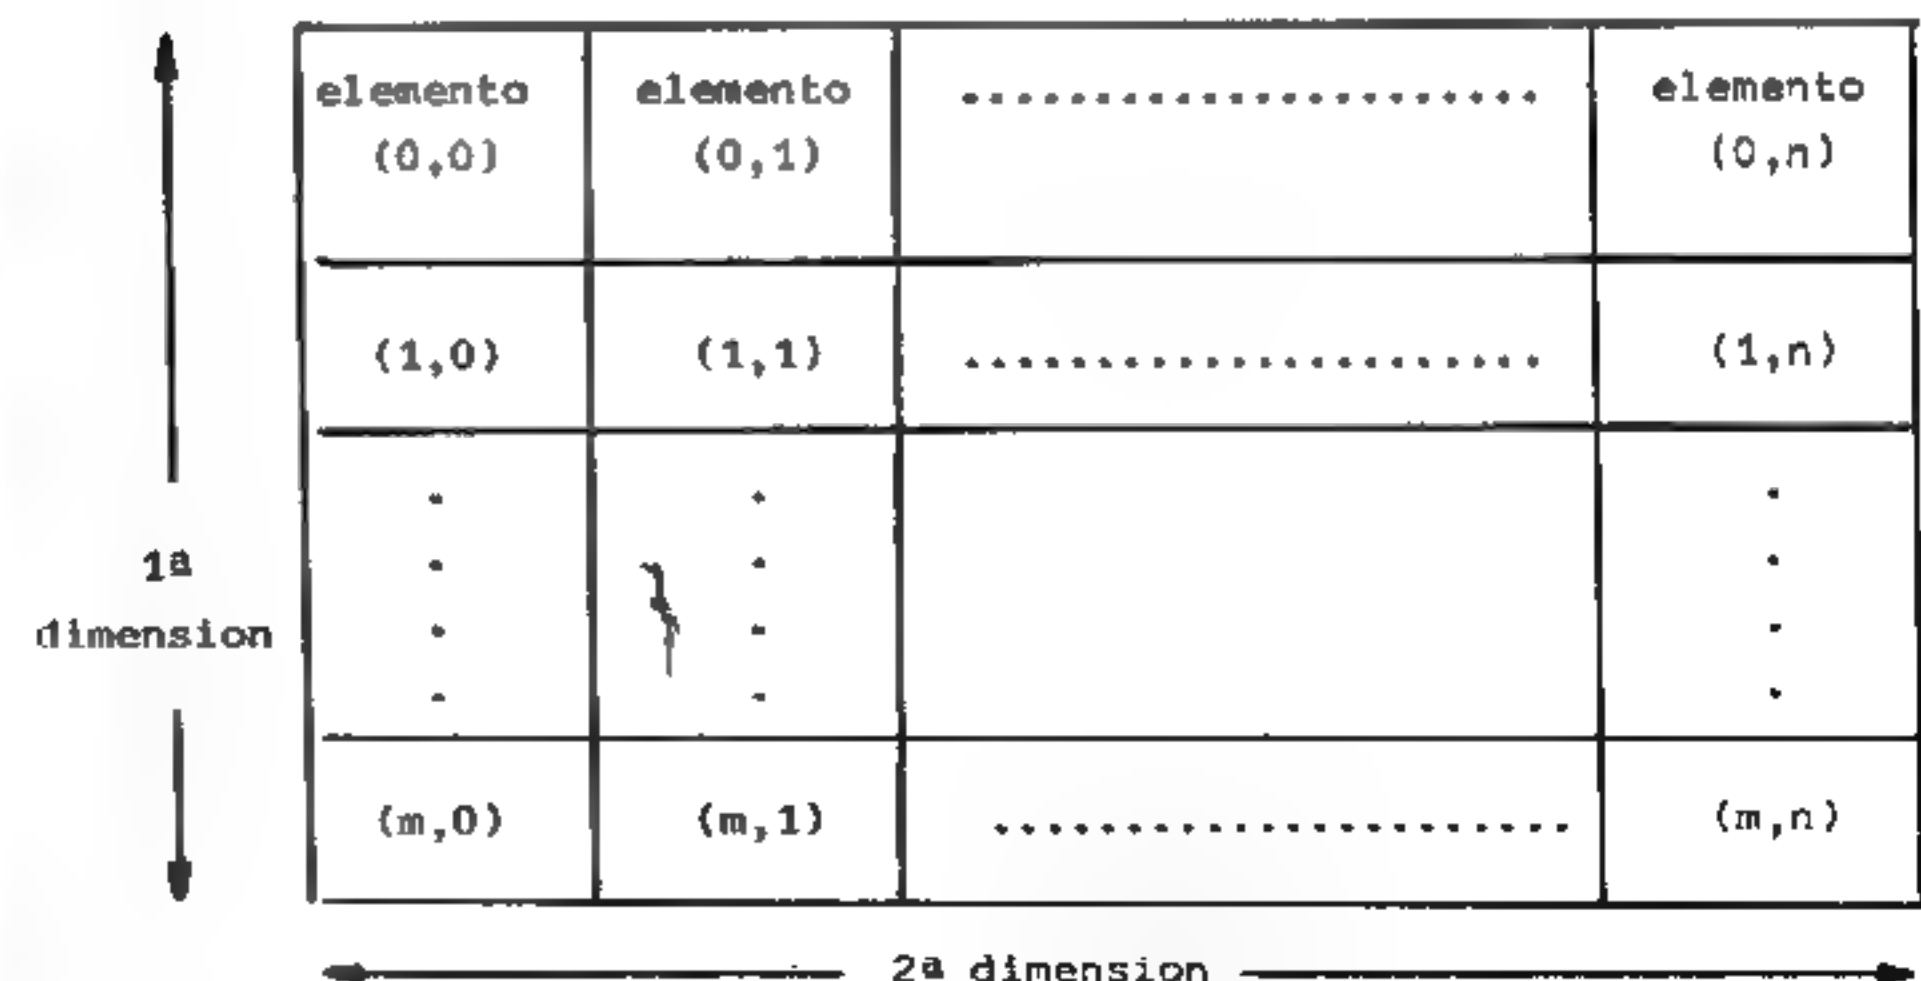 elemento elemento ..................... elemento
(0,0) (0,1) (0,n)
(1,0) (1,1) ..................... (1,n)
1ª
dimension
(m,0) (m,1) ..................... (m,n)
2ª dimension